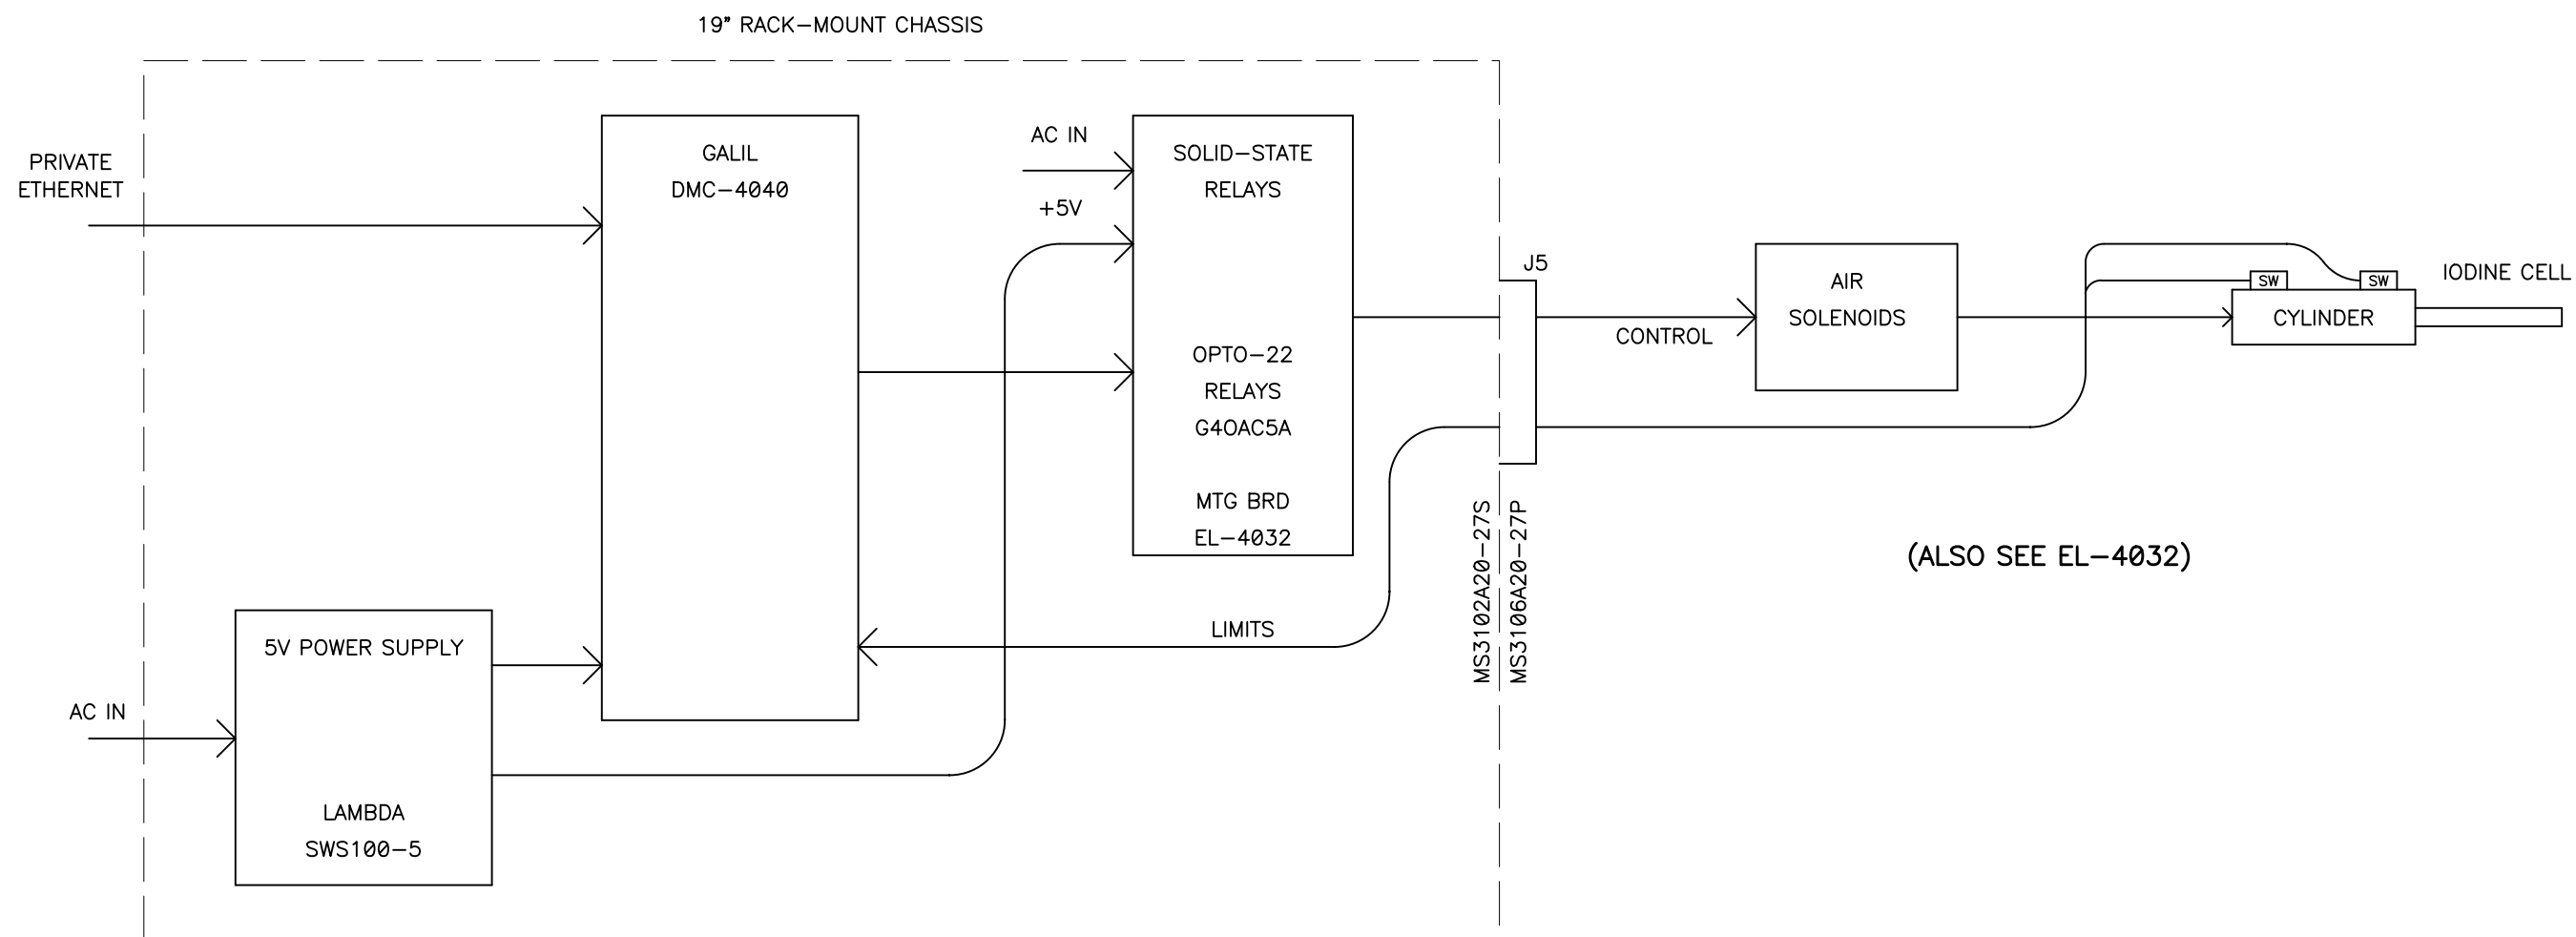 19" RACK-MOUNT CHASSIS
PRIVATE
ETHERNET
GALIL
DMC-4040
AC IN
+5V
SOLID-STATE
RELAYS
OPTO-22
RELAYS
G4OAC5A
MTG BRD
EL-4032
J5
CONTROL
AIR
SOLENOIDS
SW
SW
CYLINDER
IODINE CELL
MS3102A20-27S
MS3106A20-27P
(ALSO SEE EL-4032)
LIMITS
5V POWER SUPPLY
LAMBDA
SWS100-5
AC IN